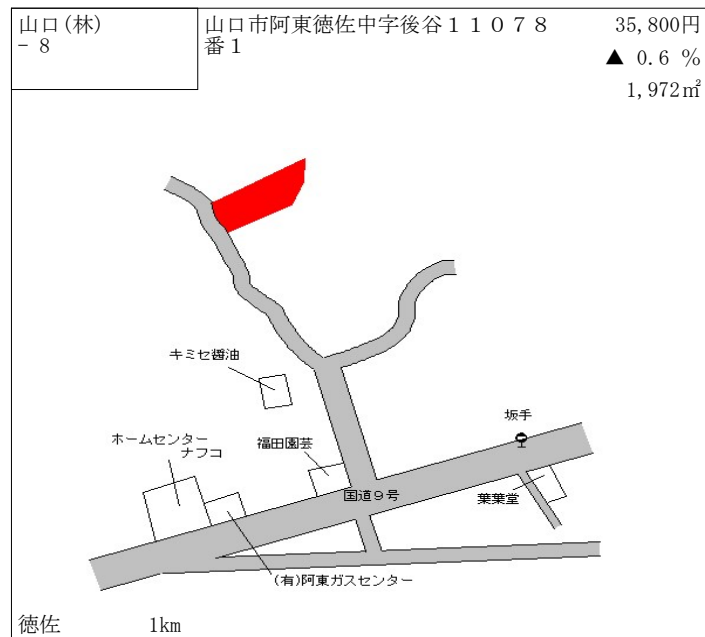 山口(林)
－8
山口市阿東徳佐中字後谷１１０７８
番１
35,800円
▲ 0.6 %
1,972㎡
キミセ醤油
坂手
ホームセンター
ナフコ
福田園芸
国道９号
葉葉堂
(有)阿東ガスセンター
徳佐 1km